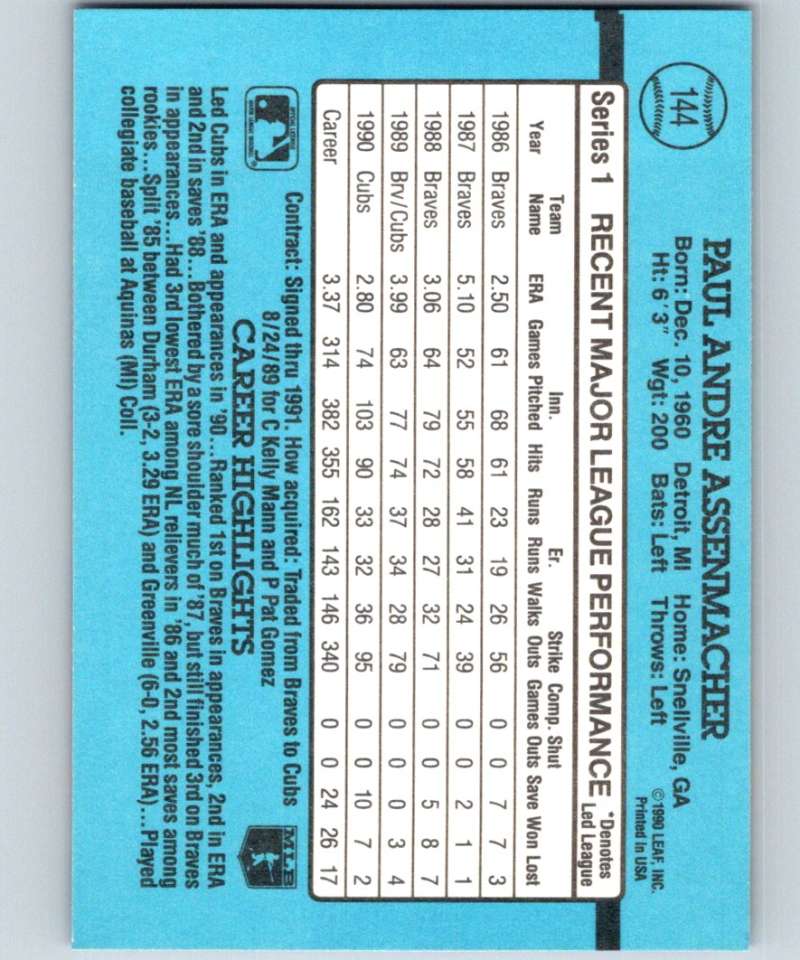 144
PAUL ANDRE ASSENMACHER
Born: Dec. 10, 1960 Detroit, MI Home: Snellville, GA
Ht: 6'3" Wgt: 200 Bats: Left Throws: Left
©1990 LEAF, INC.
Printed in USA
Series 1 RECENT MAJOR LEAGUE PERFORMANCE *Denotes Led League
Team Inn. Er. Strike Comp. Shut
Year Name ERA Games Pitched Hits Runs Runs Walks Outs Games Outs Save Won Lost
1986 Braves 2.50 61 68 61 23 19 26 56 0 0 7 7 3
1987 Braves 5.10 52 55 58 41 31 24 39 0 0 2 1 1
1988 Braves 3.06 64 79 72 28 27 32 71 0 0 5 8 7
1989 Brv/Cubs 3.99 63 77 74 37 34 28 79 0 0 0 3 4
1990 Cubs 2.80 74 103 90 33 32 36 95 0 0 10 7 2
Career 3.37 314 382 355 162 143 146 340 0 0 24 26 17
Contract: Signed thru 1991. How acquired: Traded from Braves to Cubs
8/24/89 for C Kelly Mann and P Pat Gomez
MLB
CAREER HIGHLIGHTS
Led Cubs in ERA and appearances in '90...Ranked 1st on Braves in appearances, 2nd in ERA
and 2nd in saves '88...Bothered by a sore shoulder much of '87, but still finished 3rd on Braves
in appearances...Had 3rd lowest ERA among NL relievers in '86 and 2nd most saves among
rookies...Split '85 between Durham (3-2, 3.29 ERA) and Greenville (6-0, 2.56 ERA)...Played
collegiate baseball at Aquinas (MI) Coll.